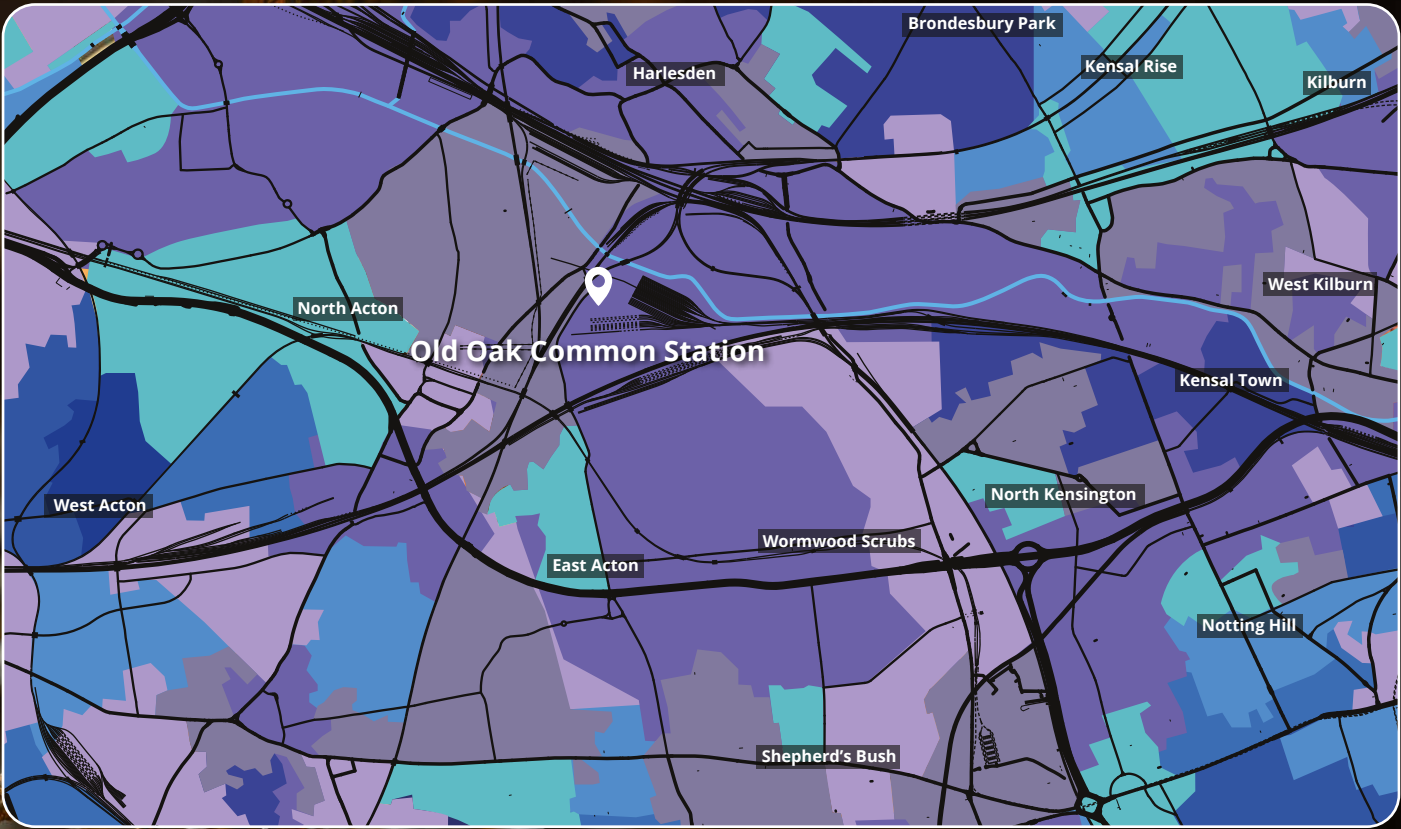 Brondesbury Park
Kensal Rise
Harlesden
Kilburn
West Kilburn
North Acton
Old Oak Common Station
Kensal Town
North Kensington
West Acton
Wormwood Scrubs
East Acton
Notting Hill
Shepherd’s Bush